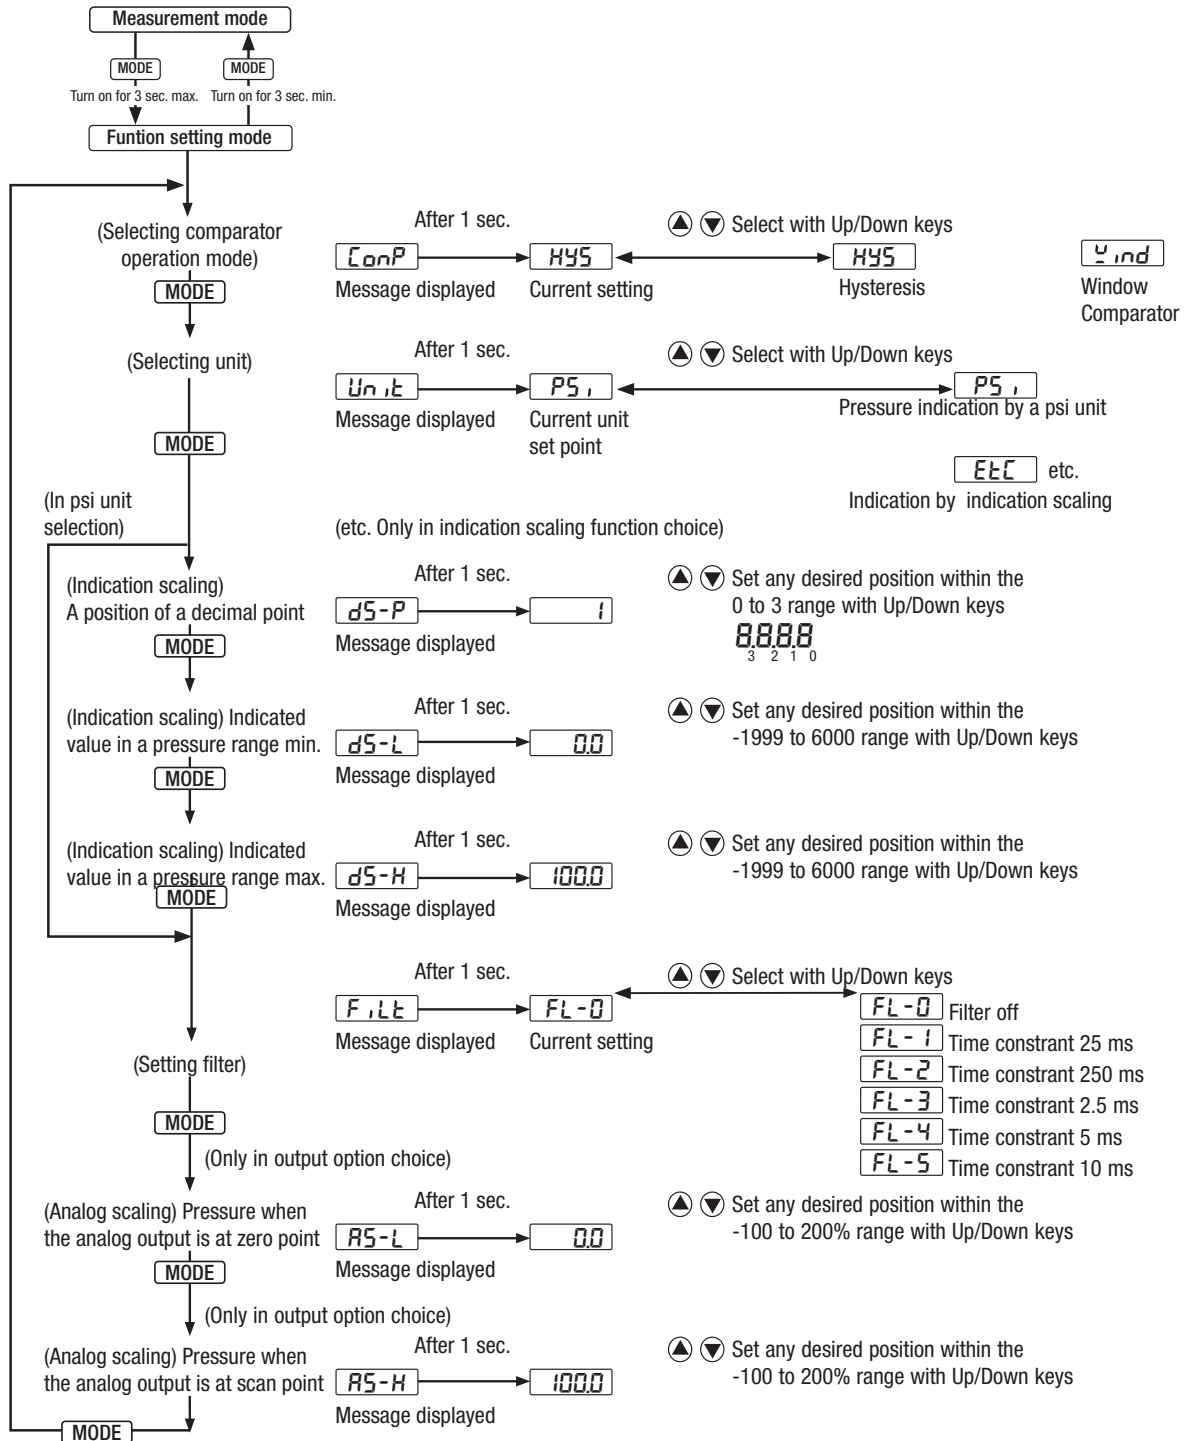 Measurement mode
MODE MODE
Turn on for 3 sec. max. Turn on for 3 sec. min.
Funtion setting mode
(Selecting comparator
operation mode)
MODE
After 1 sec.
Select with Up/Down keys
ConP HYS HYS Yind
Message displayed Current setting Hysteresis Window
Comparator
(Selecting unit)
After 1 sec.
Select with Up/Down keys
Unit PSi PSi
Message displayed Current unit
set point
Pressure indication by a psi unit
MODE
EtC etc.
Indication by indication scaling
(In psi unit
selection)
(etc. Only in indication scaling function choice)
(Indication scaling)
A position of a decimal point
MODE
After 1 sec.
dS-P 1
Message displayed
Set any desired position within the
0 to 3 range with Up/Down keys
8.8.8.8
3 2 1 0
(Indication scaling) Indicated
value in a pressure range min.
MODE
After 1 sec.
dS-L 0.0
Message displayed
Set any desired position within the
-1999 to 6000 range with Up/Down keys
(Indication scaling) Indicated
value in a pressure range max.
MODE
After 1 sec.
dS-H 100.0
Message displayed
Set any desired position within the
-1999 to 6000 range with Up/Down keys
After 1 sec.
Select with Up/Down keys
FiLt FL-0
Message displayed Current setting
FL-0 Filter off
FL-1 Time constrant 25 ms
FL-2 Time constrant 250 ms
FL-3 Time constrant 2.5 ms
FL-4 Time constrant 5 ms
FL-5 Time constrant 10 ms
(Setting filter)
MODE
(Only in output option choice)
(Analog scaling) Pressure when
the analog output is at zero point
MODE
After 1 sec.
AS-L 0.0
Message displayed
Set any desired position within the
-100 to 200% range with Up/Down keys
(Only in output option choice)
(Analog scaling) Pressure when
the analog output is at scan point
After 1 sec.
AS-H 100.0
Message displayed
Set any desired position within the
-100 to 200% range with Up/Down keys
MODE